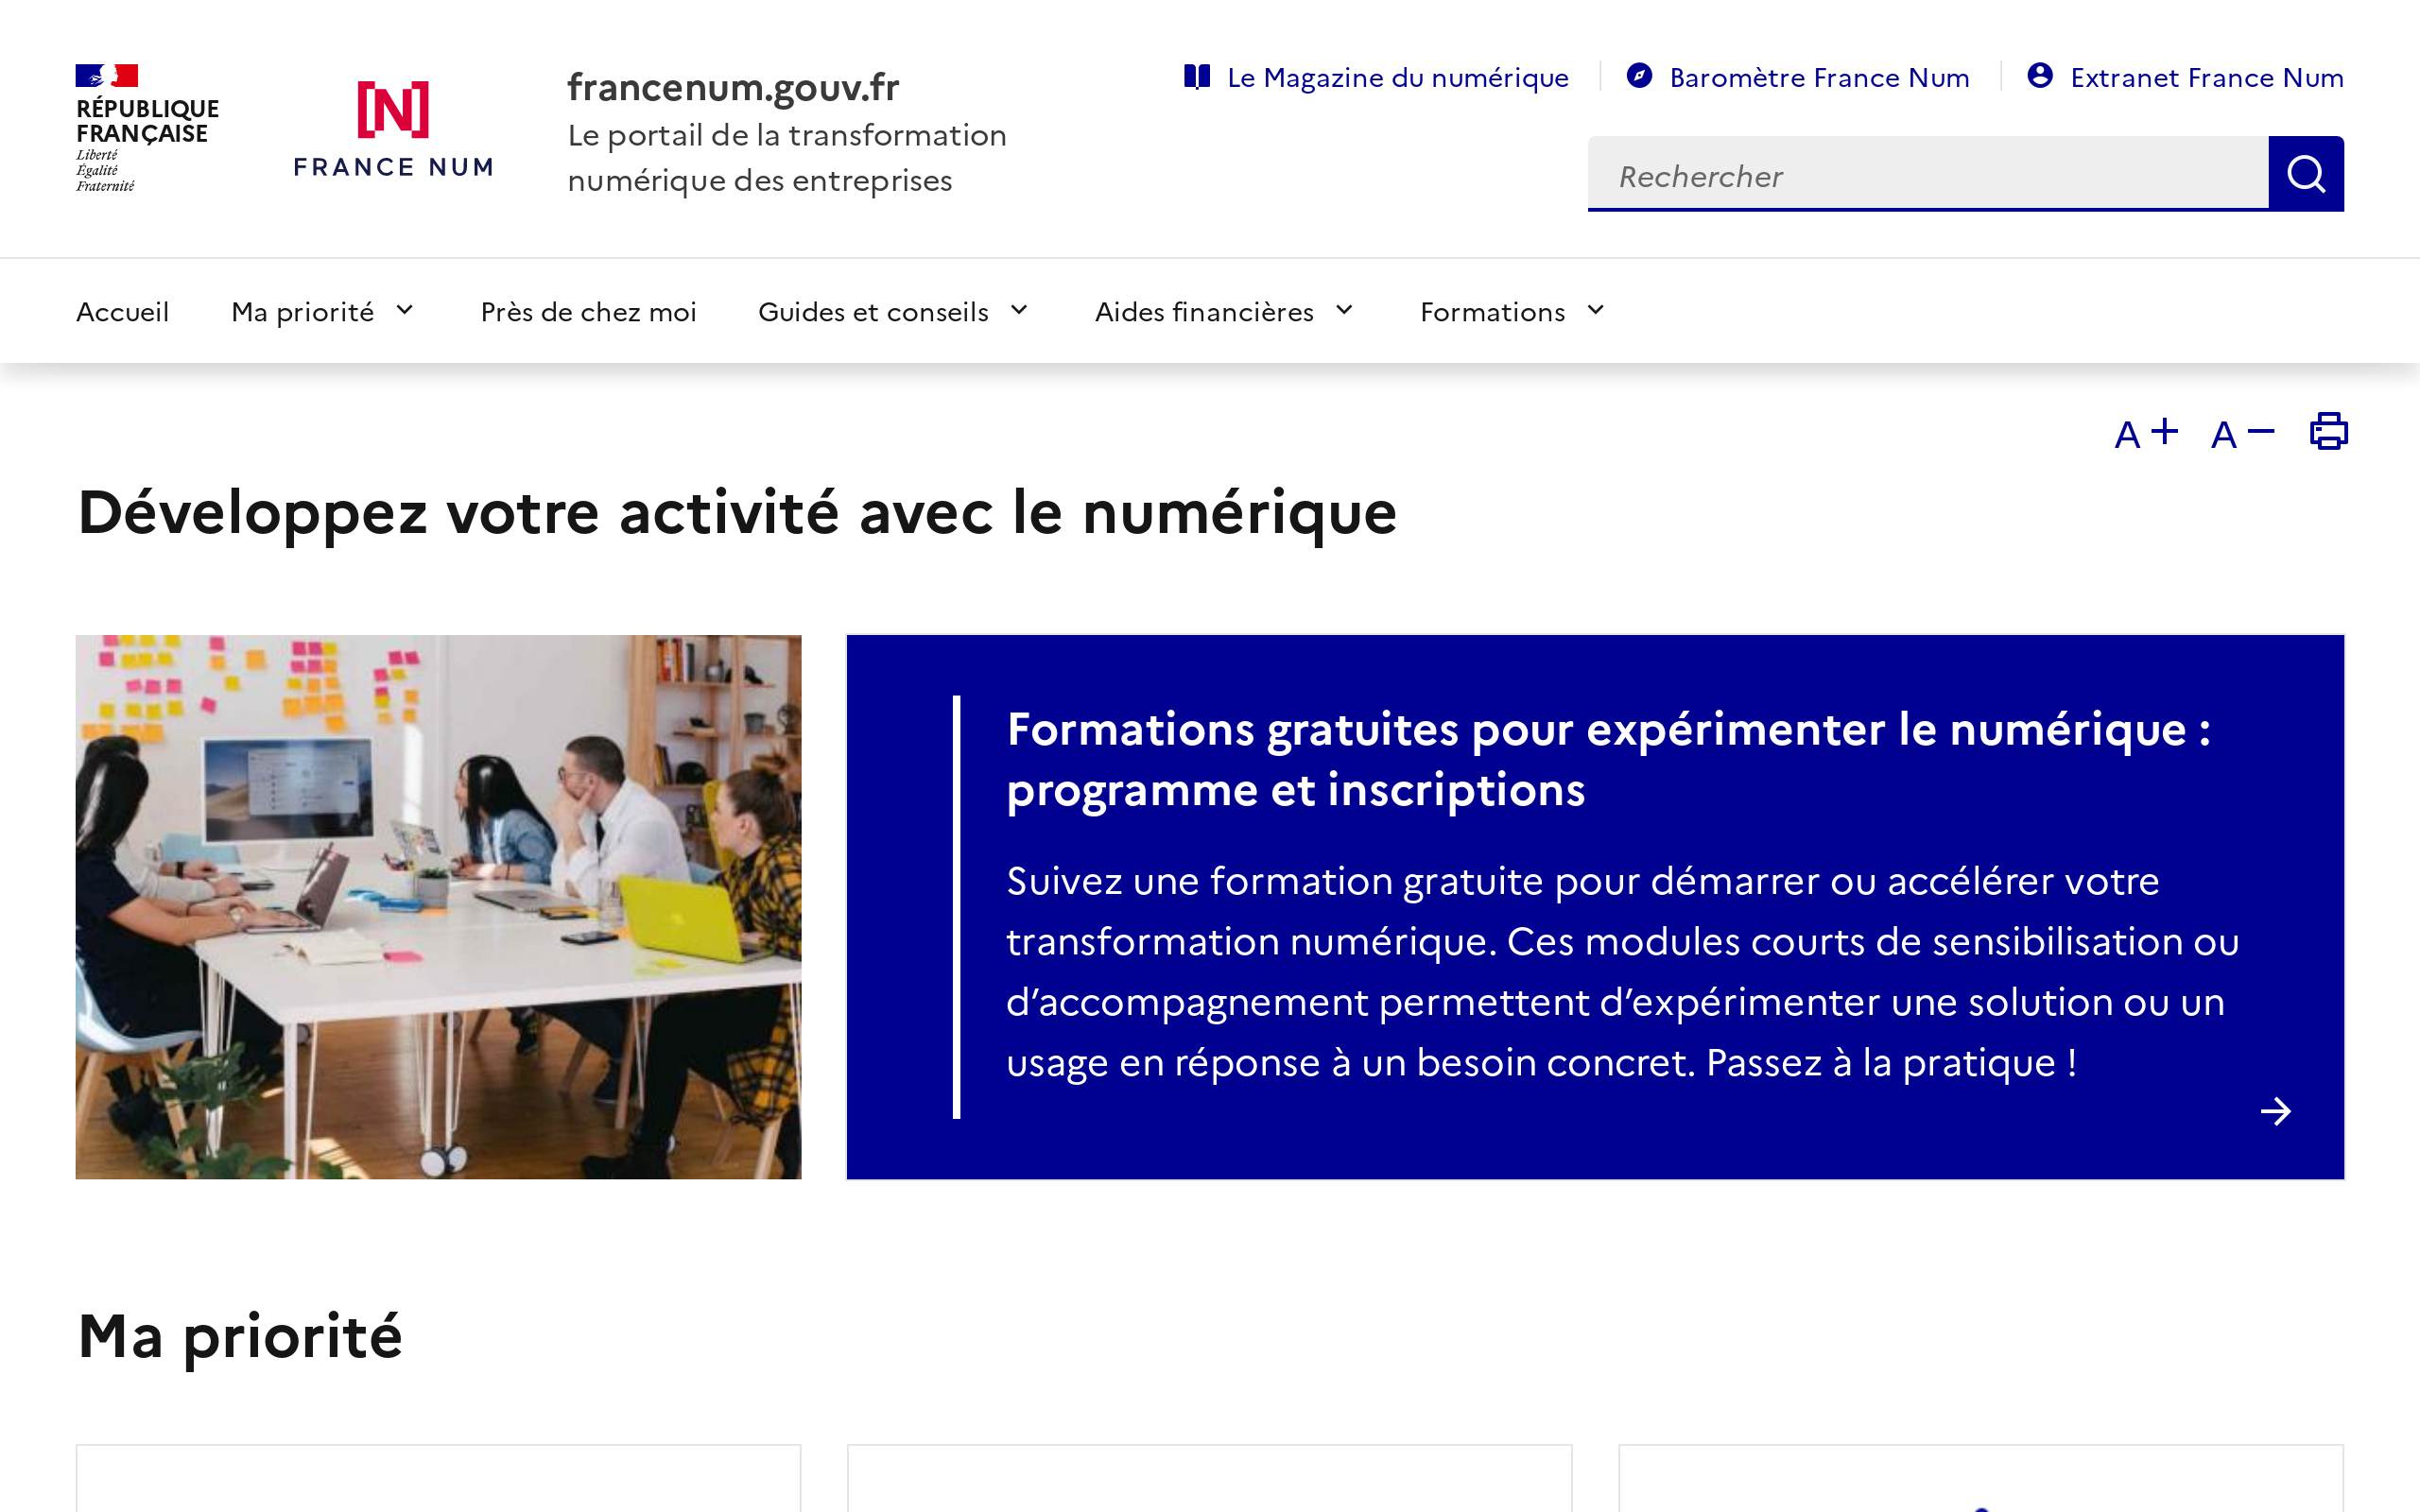 RÉPUBLIQUE
FRANÇAISE
Liberté
Égalité
Fraternité
[N]
FRANCE NUM
francenum.gouv.fr
Le portail de la transformation
numérique des entreprises
Le Magazine du numérique
Baromètre France Num
Extranet France Num
Rechercher
Accueil
Ma priorité
Près de chez moi
Guides et conseils
Aides financières
Formations
A+
A−
Développez votre activité avec le numérique
Formations gratuites pour expérimenter le numérique :
programme et inscriptions
Suivez une formation gratuite pour démarrer ou accélérer votre
transformation numérique. Ces modules courts de sensibilisation ou
d’accompagnement permettent d’expérimenter une solution ou un
usage en réponse à un besoin concret. Passez à la pratique !
Ma priorité